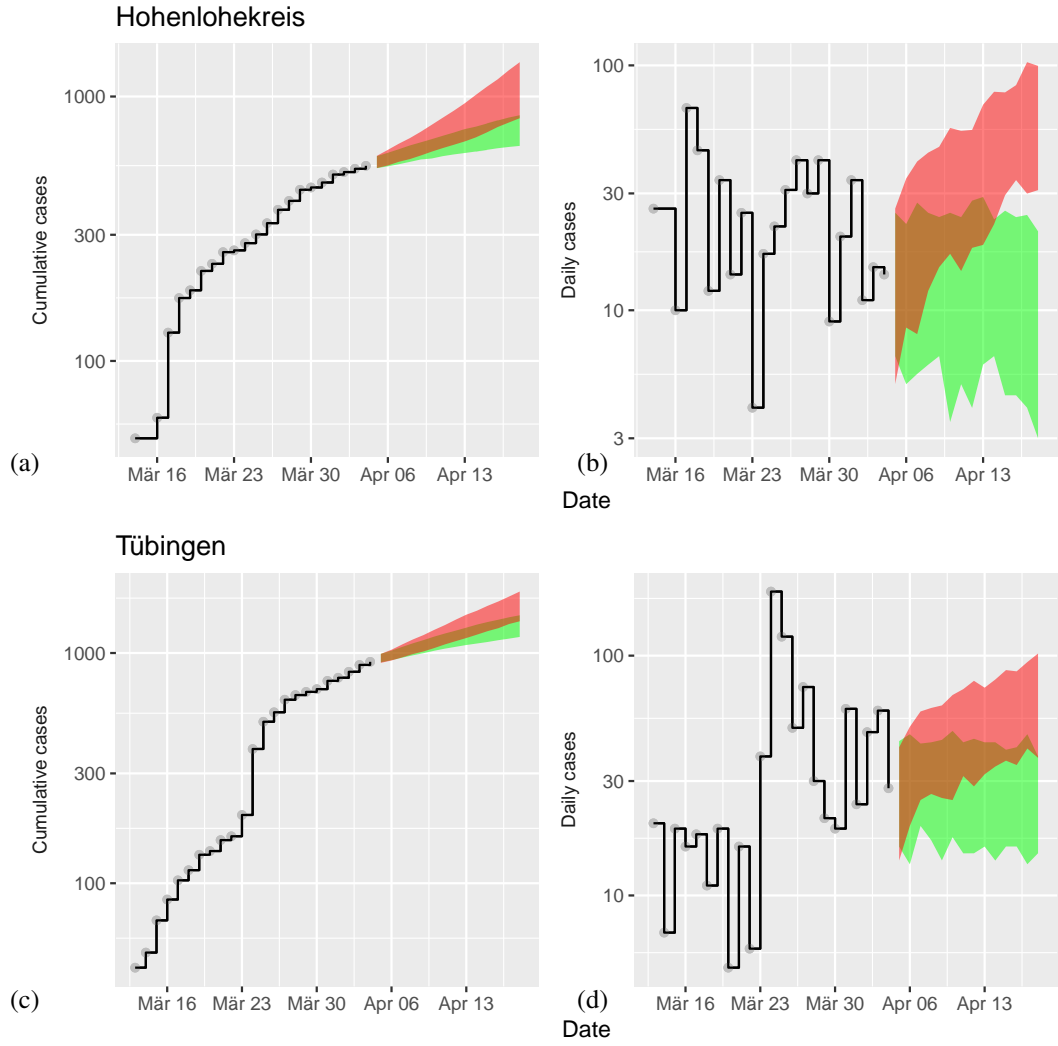 Hohenlohekreis
1000
300
100
Cumulative cases
Mär 16 Mär 23 Mär 30 Apr 06 Apr 13
(a)
100
30
10
3
Daily cases
Mär 16 Mär 23 Mär 30 Apr 06 Apr 13
(b)
Date
Tübingen
1000
300
100
Cumulative cases
Mär 16 Mär 23 Mär 30 Apr 06 Apr 13
(c)
100
30
10
Daily cases
Mär 16 Mär 23 Mär 30 Apr 06 Apr 13
(d)
Date